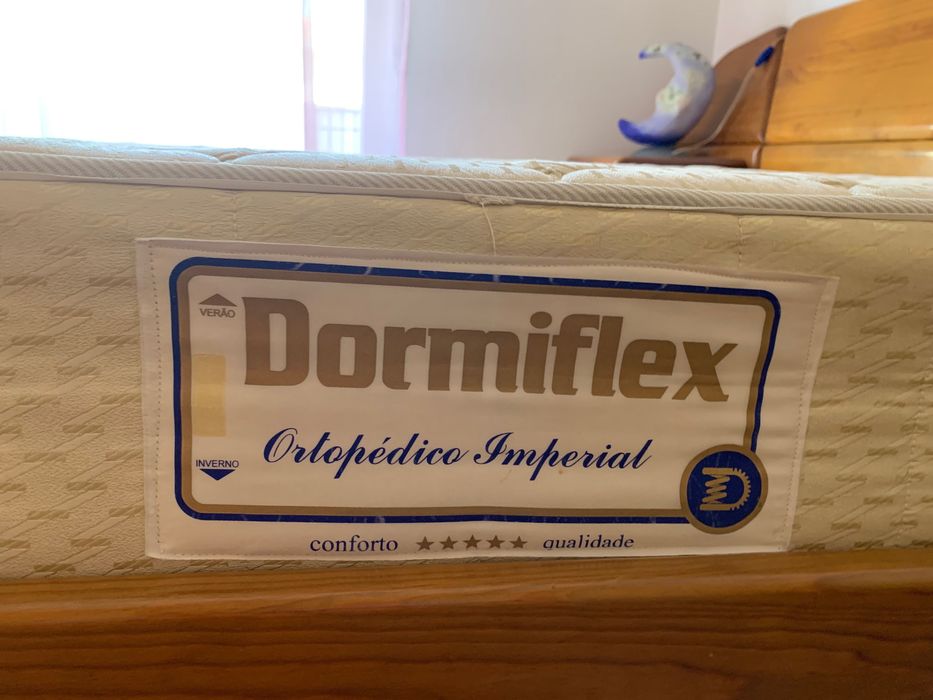 VERÃO
Dormiflex
Ortopédico Imperial
INVERNO
conforto ★★★★★ qualidade